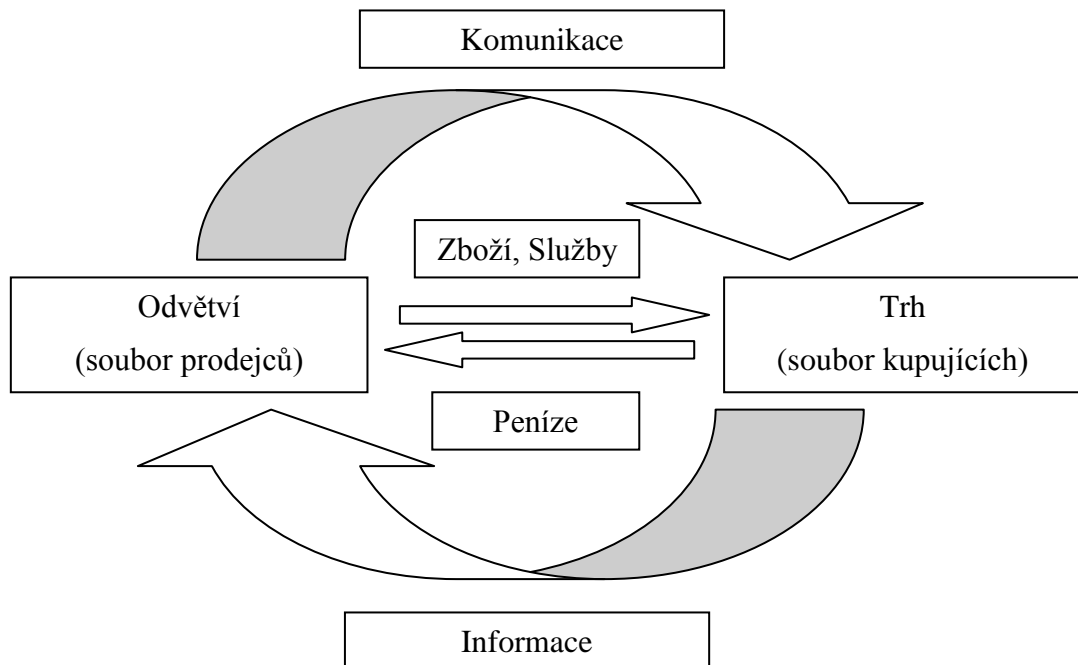 Komunikace
Zboží, Služby
Odvětví
(soubor prodejců)
Trh
(soubor kupujících)
Peníze
Informace